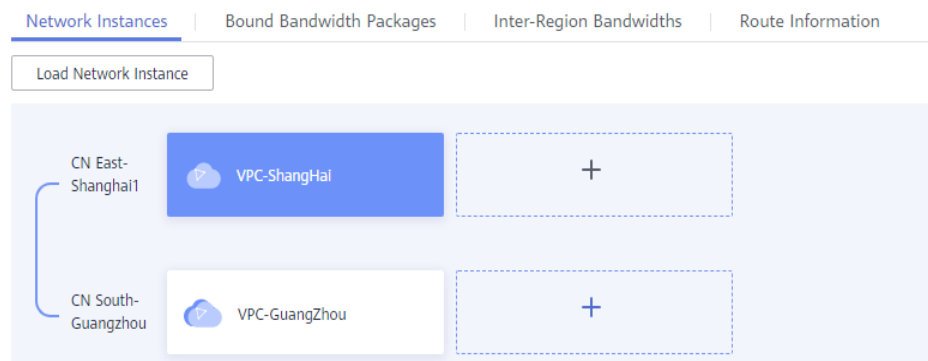 Network Instances Bound Bandwidth Packages Inter-Region Bandwidths Route Information
Load Network Instance
CN East-
Shanghai1
VPC-ShangHai
CN South-
Guangzhou
VPC-GuangZhou